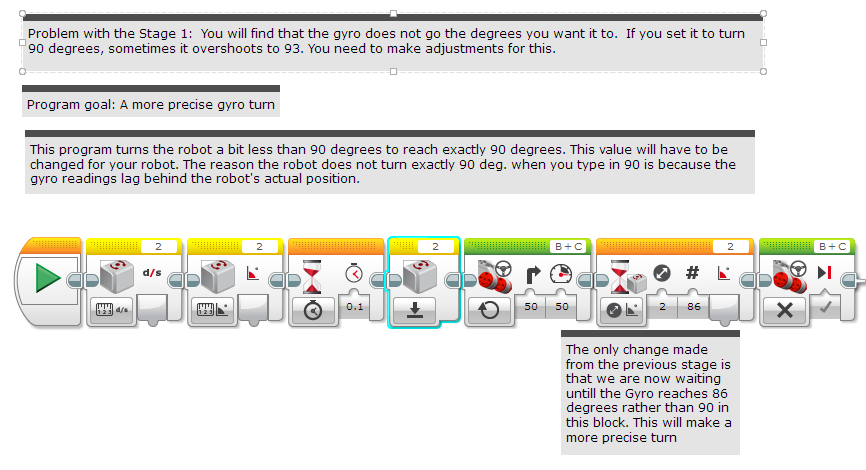 Problem with the Stage 1:  You will find that the gyro does not go the degrees you want it to.  If you set it to turn
90 degrees, sometimes it overshoots to 93. You need to make adjustments for this.
Program goal: A more precise gyro turn
This program turns the robot a bit less than 90 degrees to reach exactly 90 degrees. This value will have to be
changed for your robot. The reason the robot does not turn exactly 90 deg. when you type in 90 is because the
gyro readings lag behind the robot's actual position.
2 2 2 B+C 2 B+C
d/s #
123 d/s 123 0.1 50 50 2 86
The only change made
from the previous stage is
that we are now waiting
untill the Gyro reaches 86
degrees rather than 90 in
this block. This will make a
more precise turn